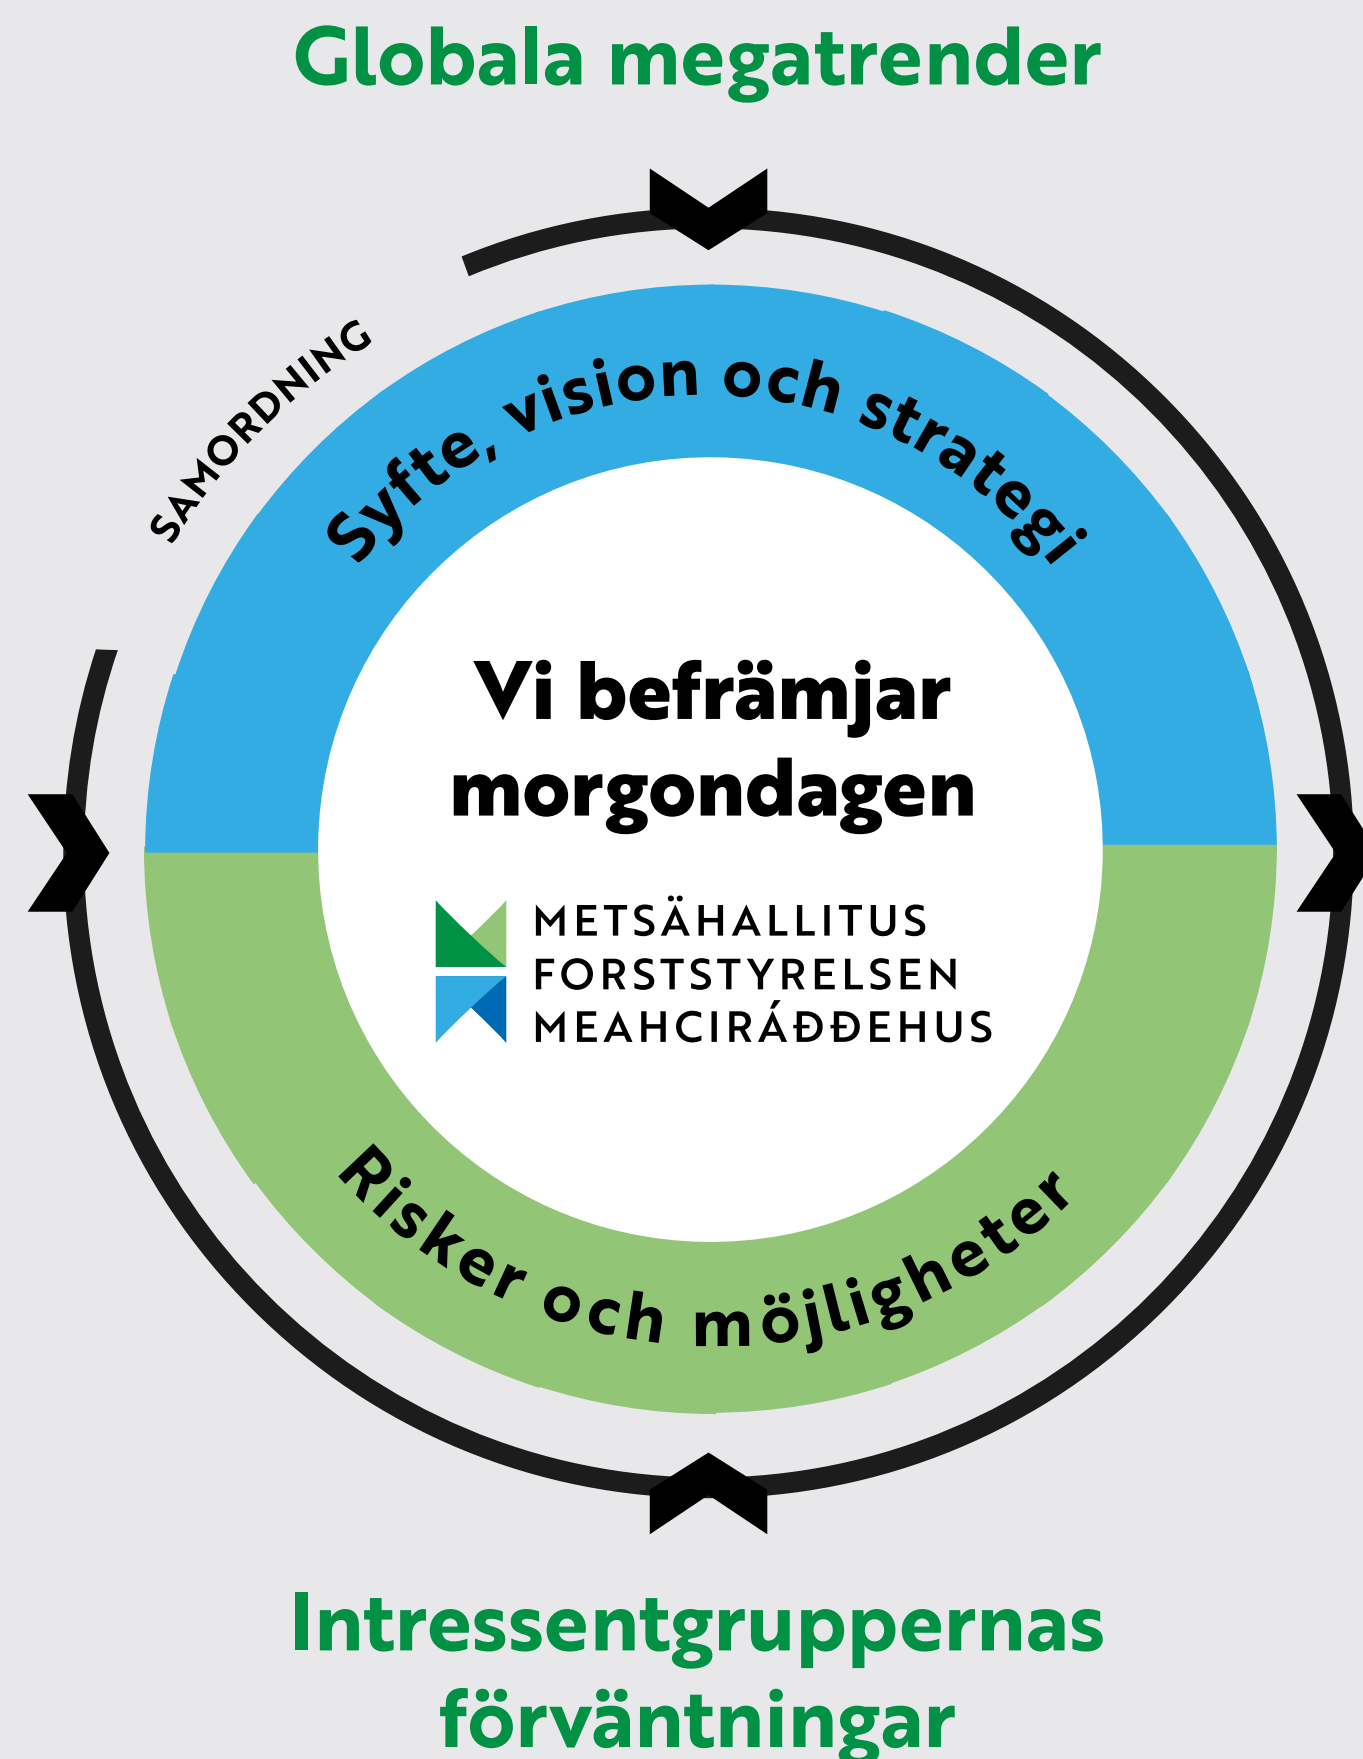 Globala megatrender
SAMORDNING
Syfte, vision och strategi
Vi befrämjar
morgondagen
METSÄHALLITUS
FORSTSTYRELSEN
MEAHCIRÁĐĐEHUS
Risker och möjligheter
Intressentgruppernas
förväntningar